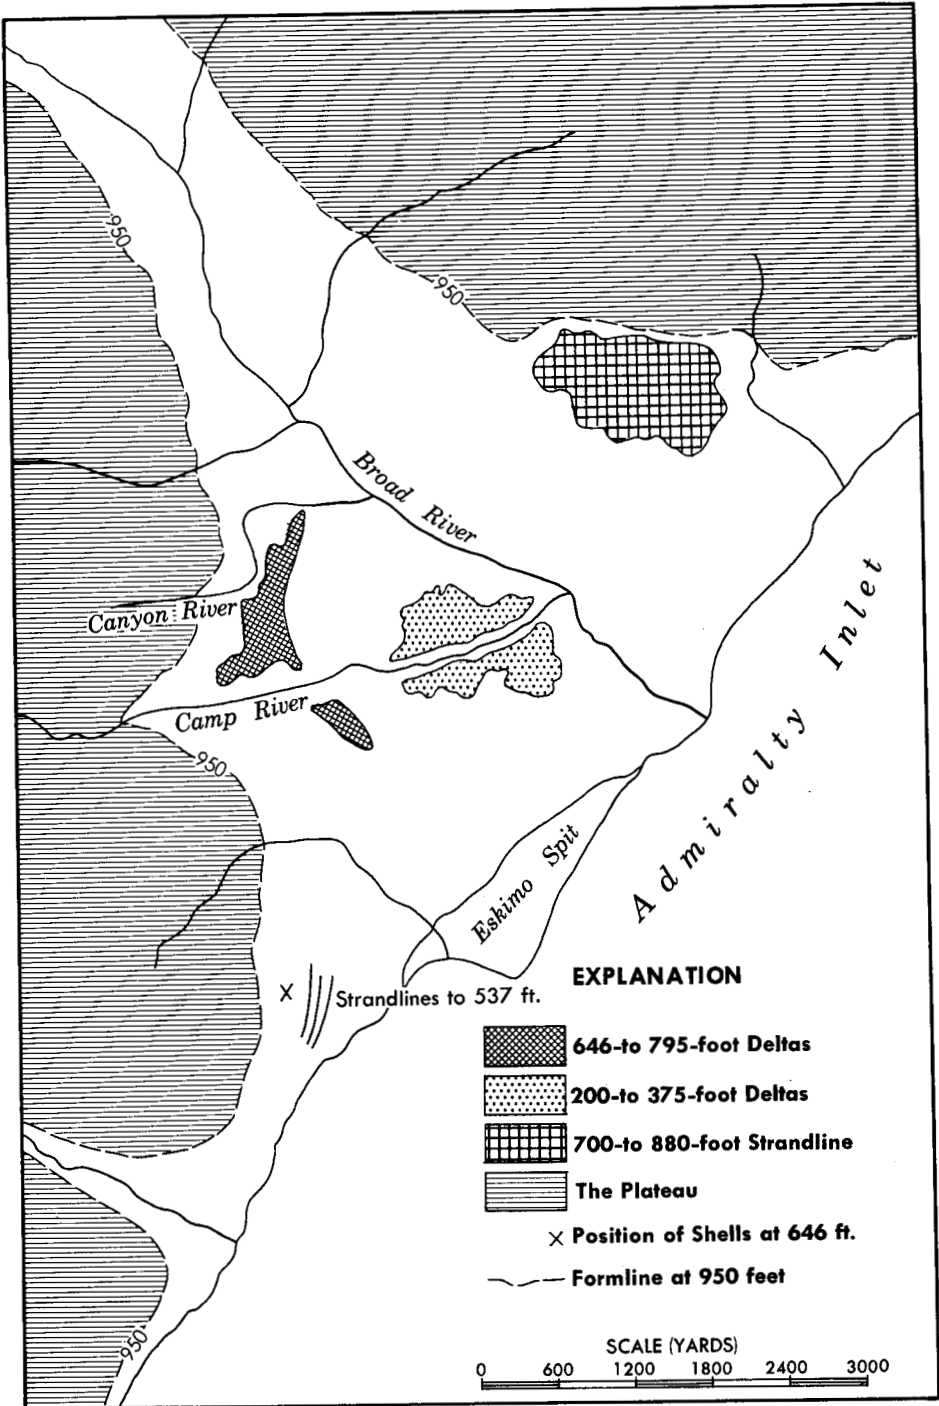 950
950
Broad River
Canyon River
Camp River
950
Admiralty Inlet
Eskimo Spit
X
Strandlines to 537 ft.
EXPLANATION
646-to 795-foot Deltas
200-to 375-foot Deltas
700-to 880-foot Strandline
The Plateau
X Position of Shells at 646 ft.
Formline at 950 feet
950
SCALE (YARDS)
0 600 1200 1800 2400 3000